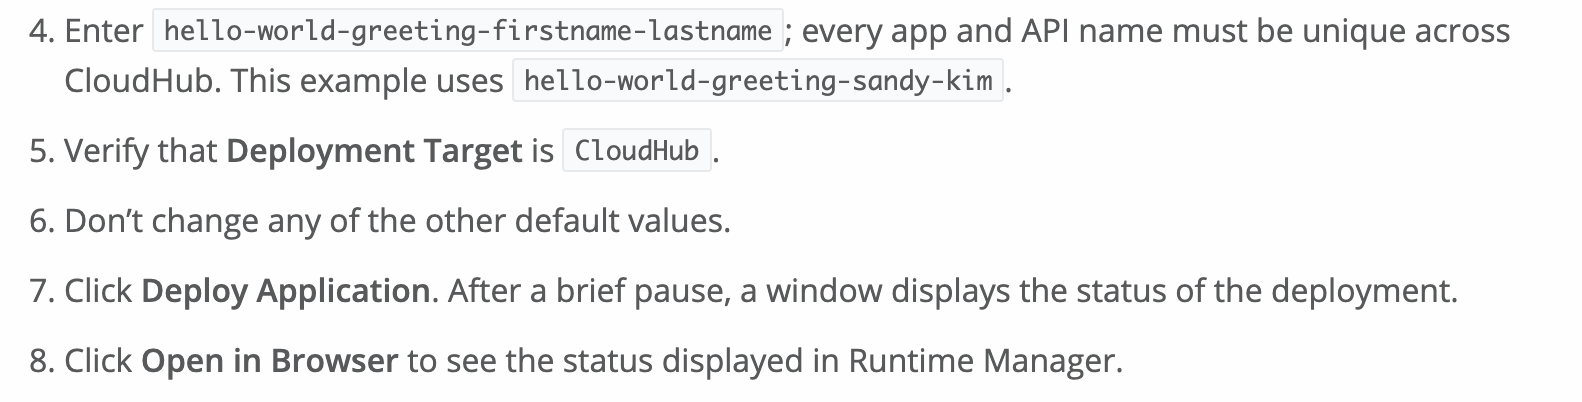 4. Enter hello-world-greeting-firstname-lastname; every app and API name must be unique across
CloudHub. This example uses hello-world-greeting-sandy-kim.
5. Verify that Deployment Target is CloudHub.
6. Don’t change any of the other default values.
7. Click Deploy Application. After a brief pause, a window displays the status of the deployment.
8. Click Open in Browser to see the status displayed in Runtime Manager.